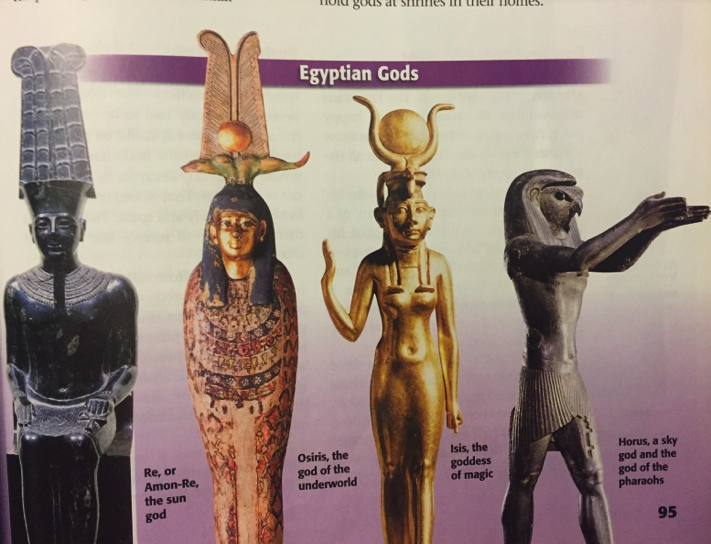 hold gods at shrines in their homes.
Egyptian Gods
Re, or
Amon-Re,
the sun
god
Osiris, the
god of the
underworld
Isis, the
goddess
of magic
Horus, a sky
god and the
god of the
pharaohs
95